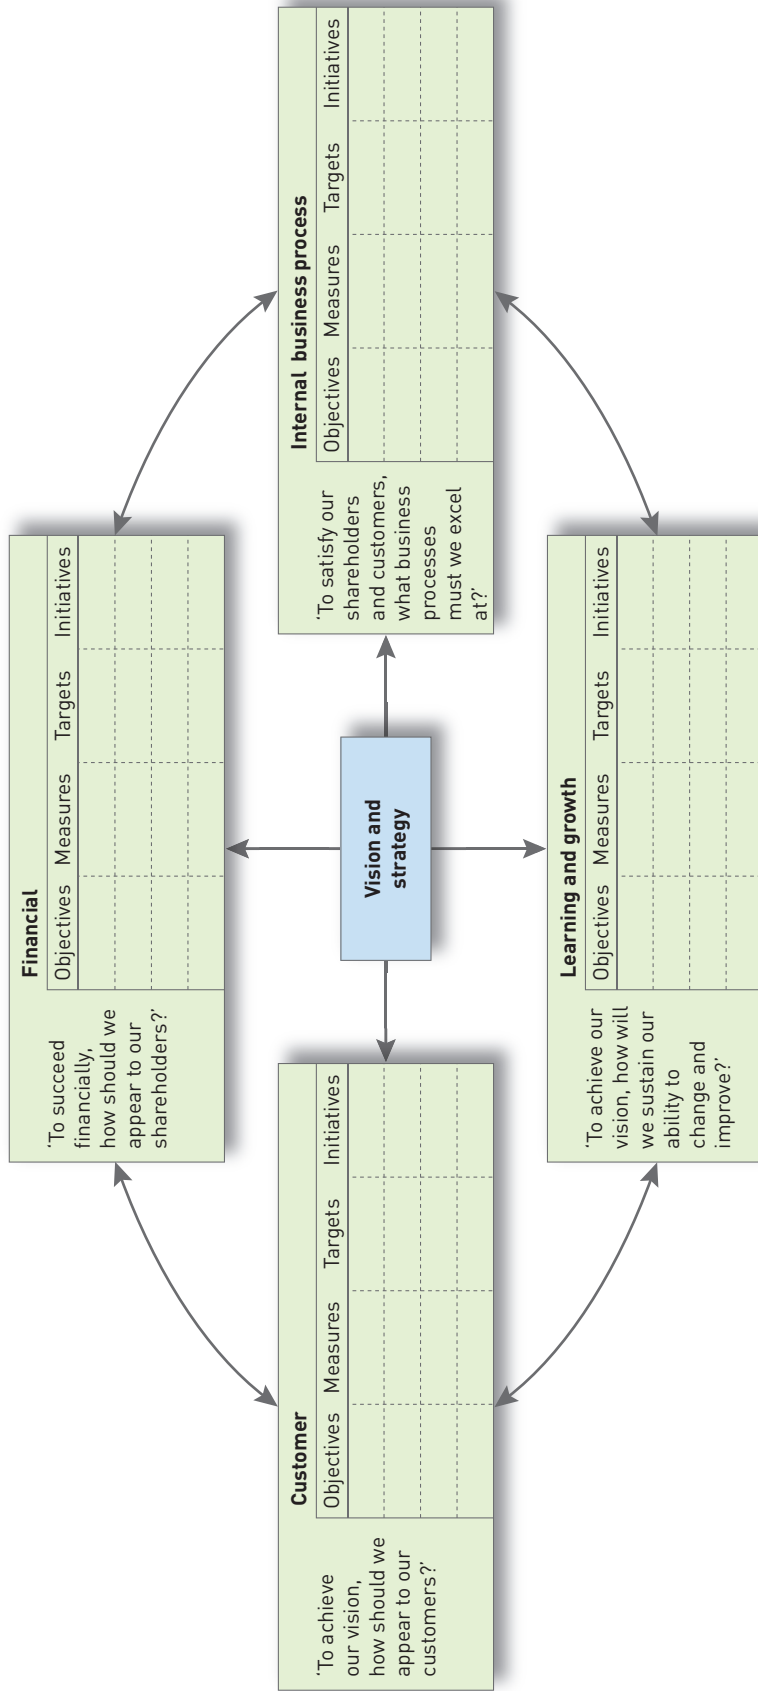 Financial
'To succeed
financially,
how should we
appear to our
shareholders?'
Objectives Measures Targets Initiatives
Customer
'To achieve
our vision,
how should we
appear to our
customers?'
Objectives Measures Targets Initiatives
Vision and
strategy
Internal business process
'To satisfy our
shareholders
and customers,
what business
processes
must we excel
at?'
Objectives Measures Targets Initiatives
Learning and growth
'To achieve our
vision, how will
we sustain our
ability to
change and
improve?'
Objectives Measures Targets Initiatives